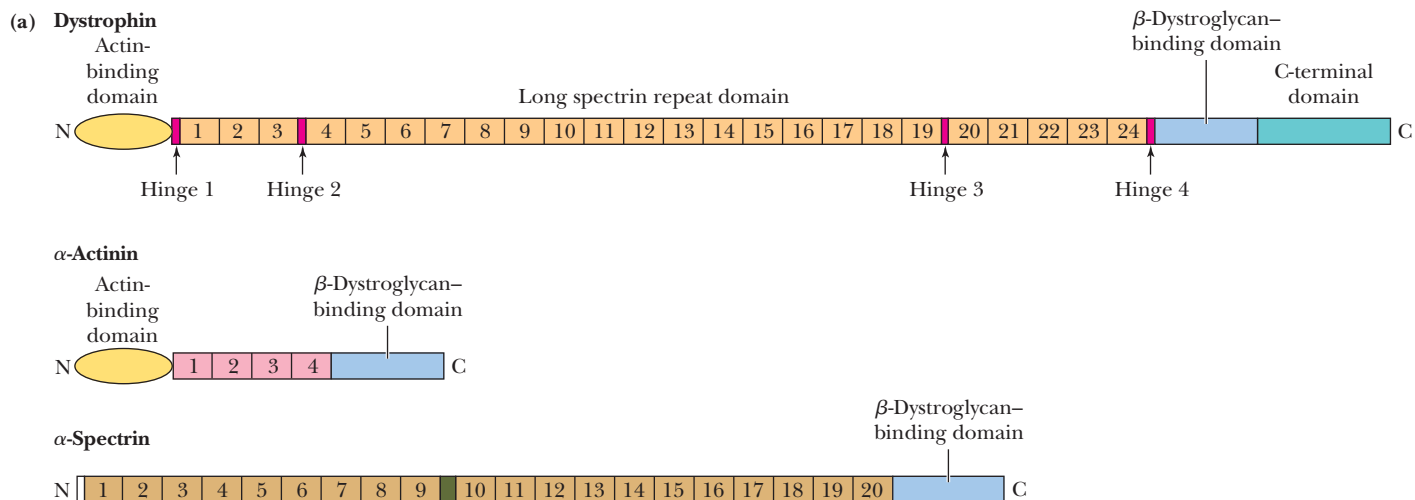 (a) Dystrophin
Actin-
binding
domain
Long spectrin repeat domain
β-Dystroglycan–
binding domain
C-terminal
domain
N 1 2 3 4 5 6 7 8 9 10 11 12 13 14 15 16 17 18 19 20 21 22 23 24 C
Hinge 1 Hinge 2 Hinge 3 Hinge 4
α-Actinin
Actin-
binding
domain
β-Dystroglycan–
binding domain
N 1 2 3 4 C
α-Spectrin
β-Dystroglycan–
binding domain
N 1 2 3 4 5 6 7 8 9 10 11 12 13 14 15 16 17 18 19 20 C